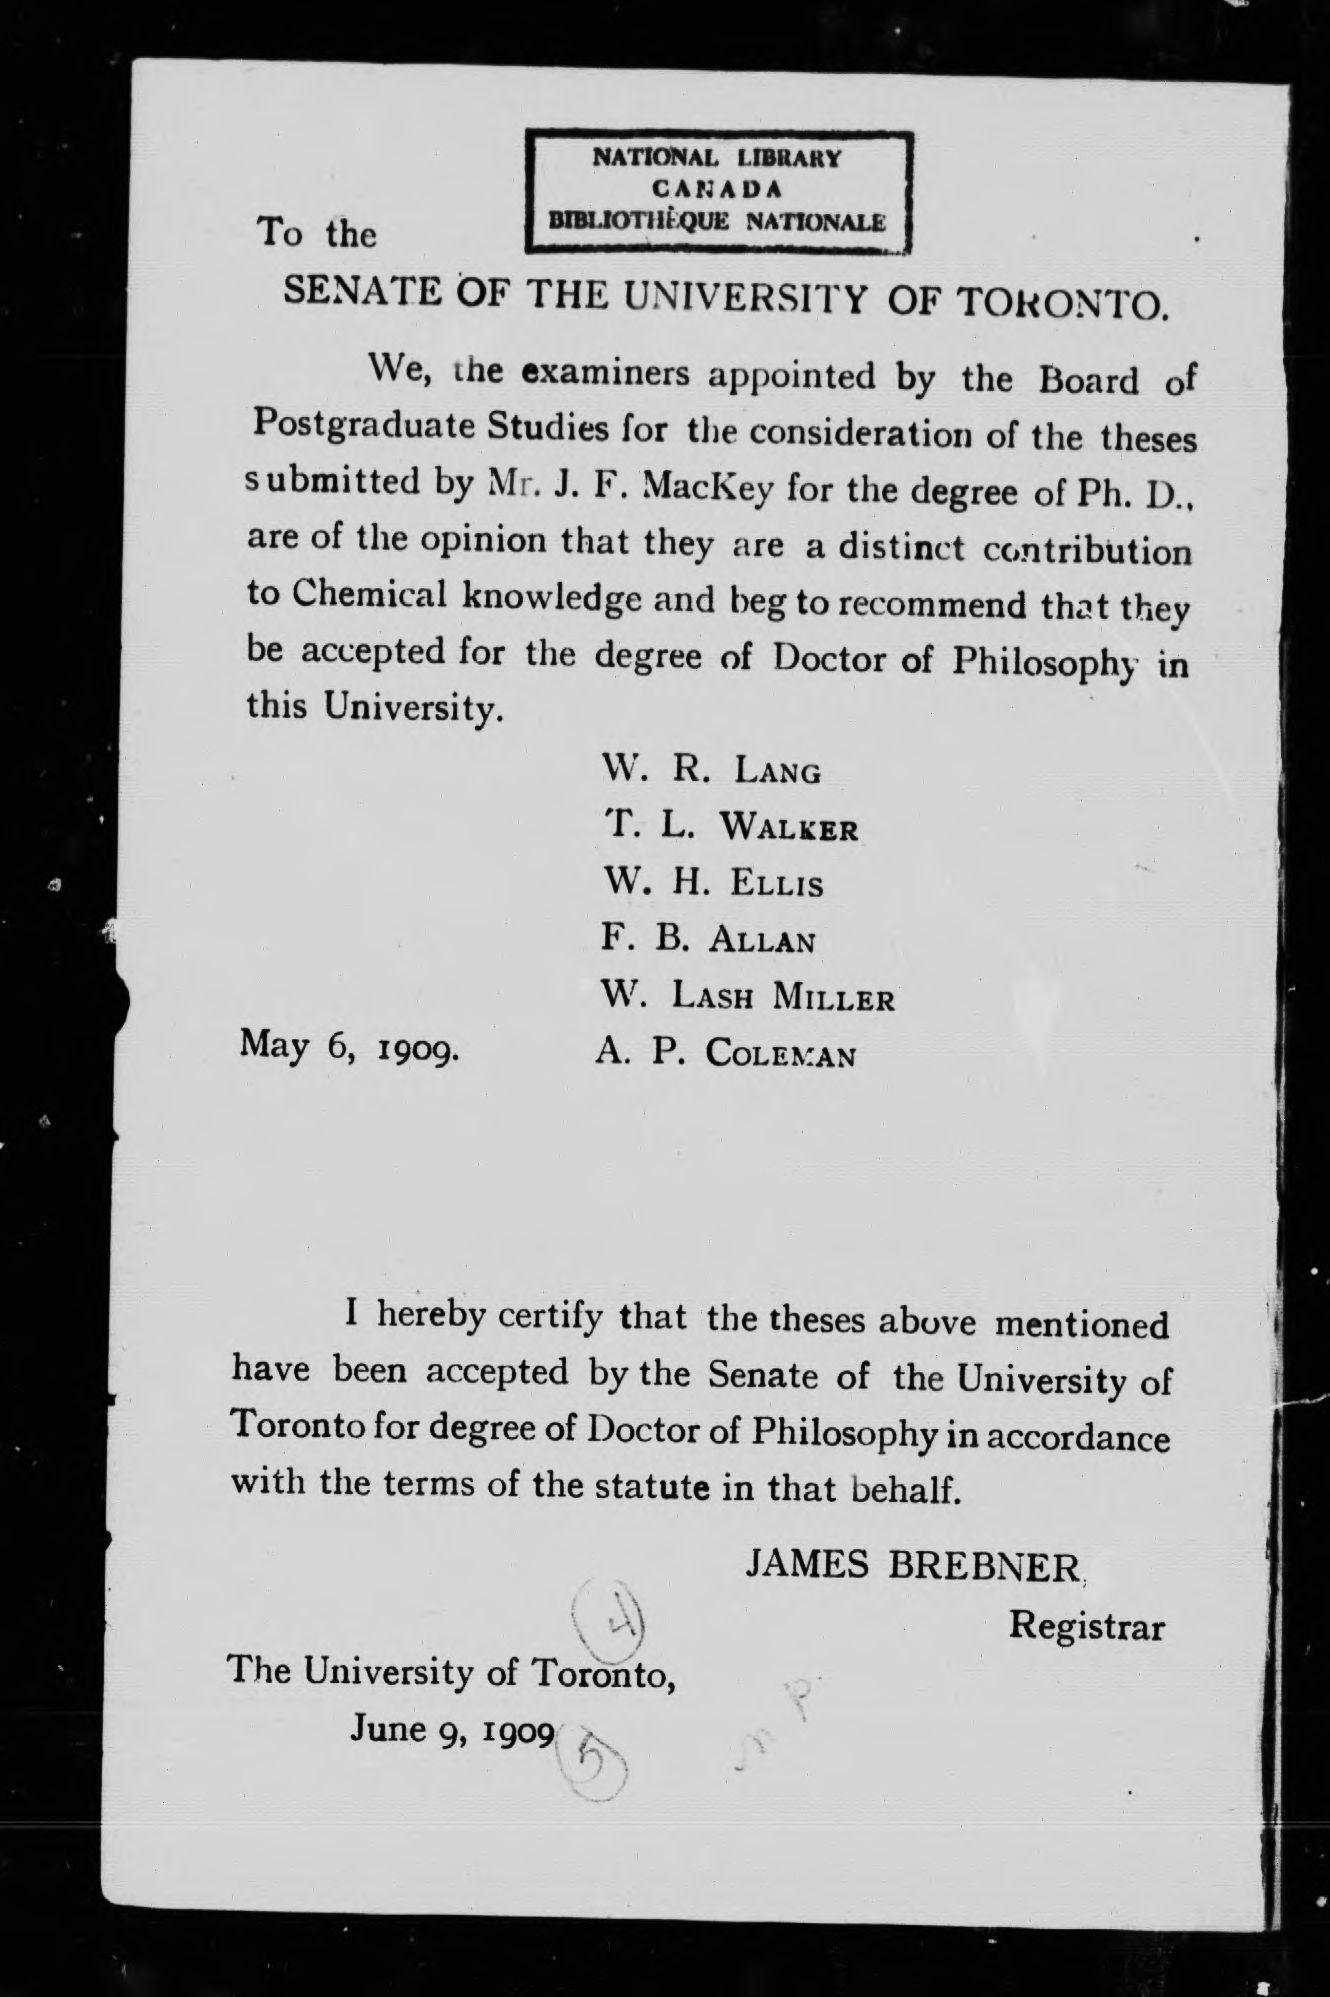 NATIONAL LIBRARY
CANADA
BIBLIOTHÈQUE NATIONALE
To the
SENATE OF THE UNIVERSITY OF TORONTO.
We, the examiners appointed by the Board of
Postgraduate Studies for the consideration of the theses
submitted by Mr. J. F. MacKey for the degree of Ph. D.,
are of the opinion that they are a distinct contribution
to Chemical knowledge and beg to recommend that they
be accepted for the degree of Doctor of Philosophy in
this University.
W. R. LANG
T. L. WALKER
W. H. ELLIS
F. B. ALLAN
W. LASH MILLER
May 6, 1909. A. P. COLEMAN
I hereby certify that the theses above mentioned
have been accepted by the Senate of the University of
Toronto for degree of Doctor of Philosophy in accordance
with the terms of the statute in that behalf.
JAMES BREBNER,
Registrar
4
The University of Toronto,
June 9, 1909
5